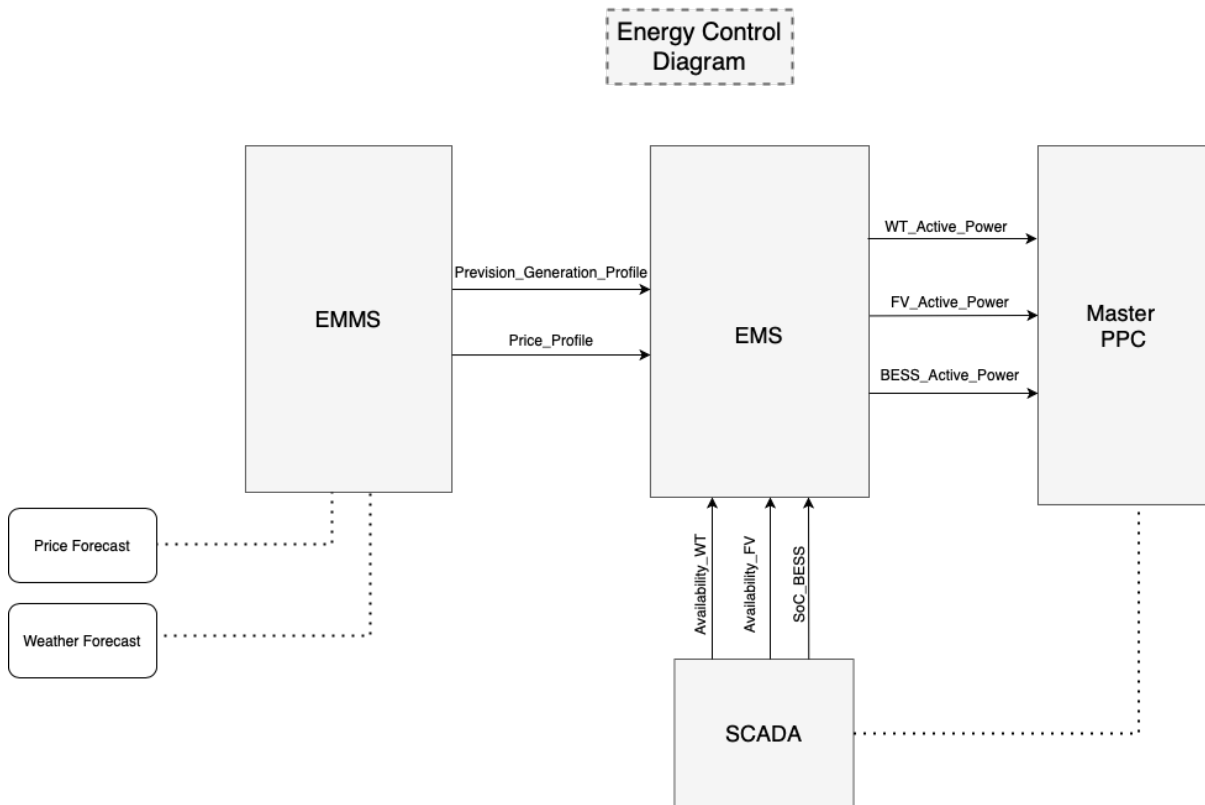 Energy Control
Diagram
EMMS
Prevision_Generation_Profile
Price_Profile
EMS
WT_Active_Power
FV_Active_Power
BESS_Active_Power
Master
PPC
Price Forecast
Weather Forecast
Availability_WT
Availability_FV
SoC_BESS
SCADA